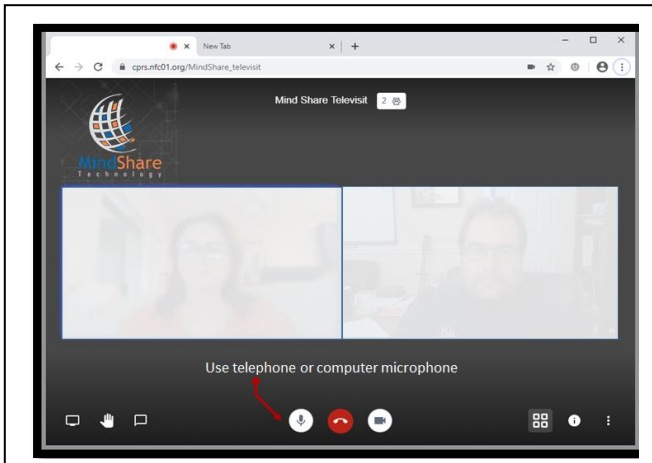 New Tab
cprs.nfc01.org/MindShare_televisit
Mind Share Televisit 2
MindShare
Technology
Use telephone or computer microphone